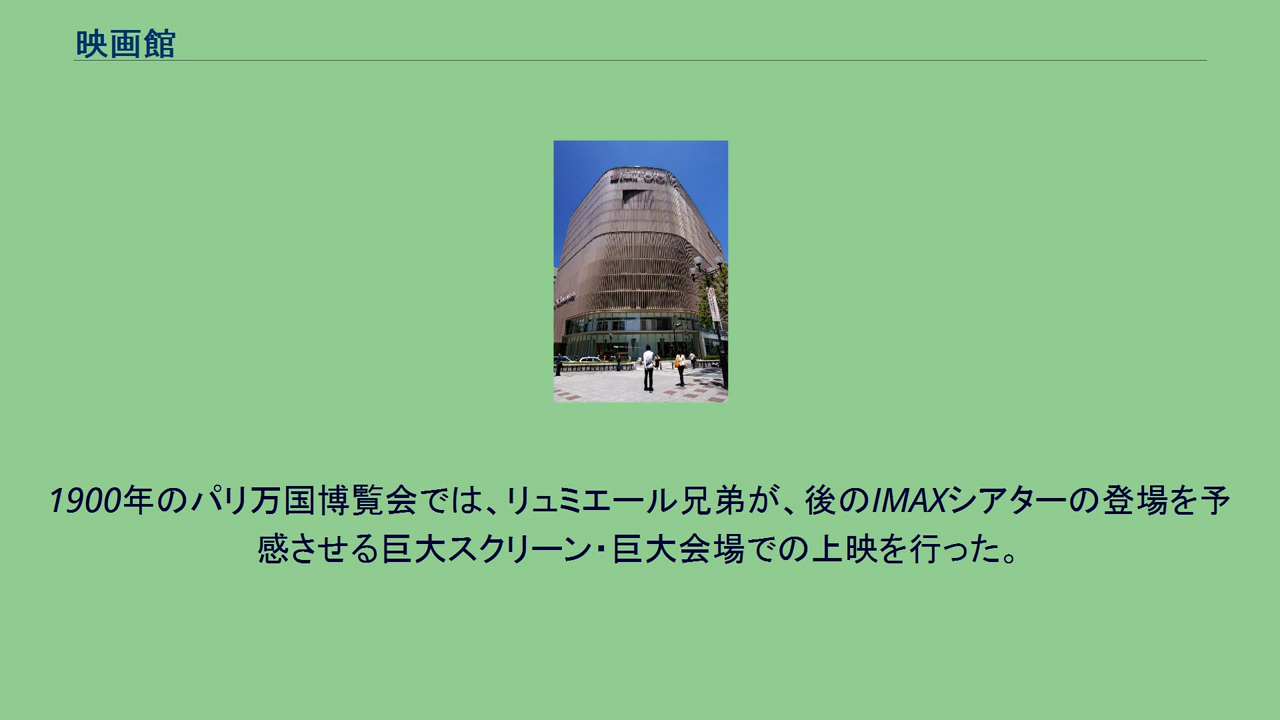 映画館
1900年のパリ万国博覧会では、リュミエール兄弟が、後のIMAXシアターの登場を予
感させる巨大スクリーン・巨大会場での上映を行った。